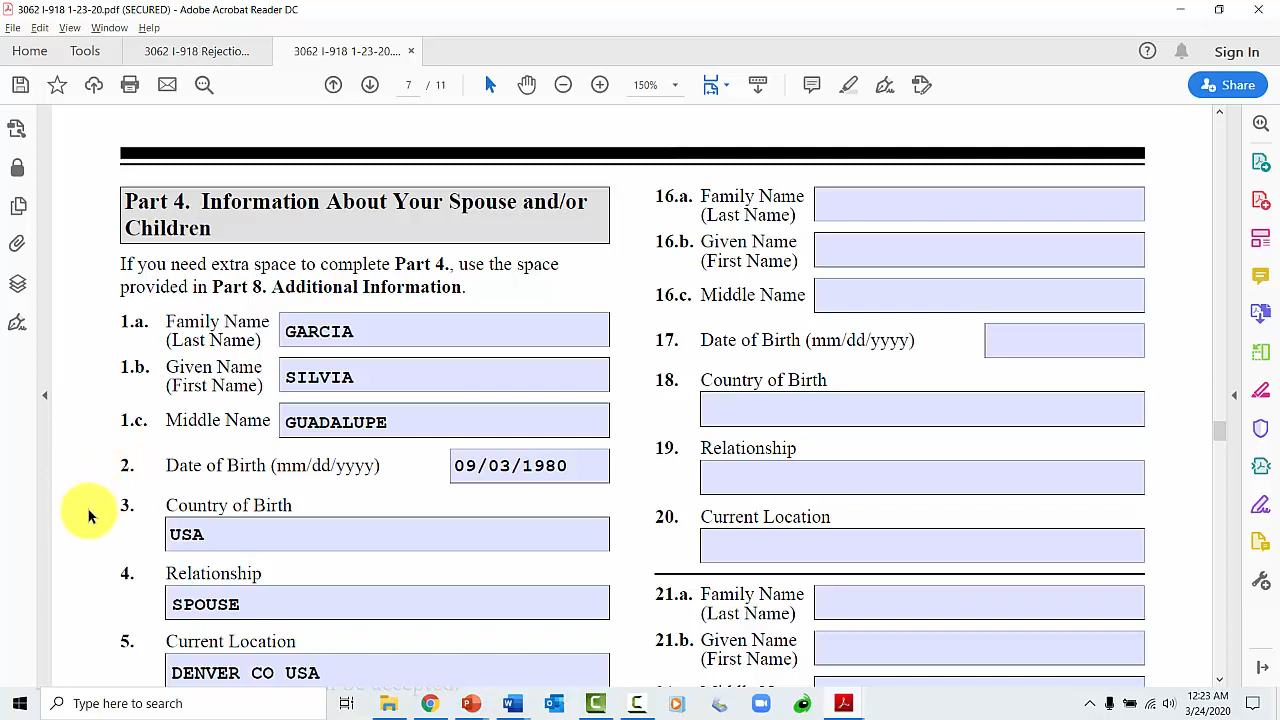 3062 I-918 1-23-20.pdf (SECURED) - Adobe Acrobat Reader DC
File Edit View Window Help
Home Tools 3062 I-918 Rejectio... 3062 I-918 1-23-20.... × Sign In
7 / 11 150% Share
Part 4. Information About Your Spouse and/or
Children
If you need extra space to complete Part 4., use the space
provided in Part 8. Additional Information.
1.a. Family Name
(Last Name)
GARCIA
1.b. Given Name
(First Name)
SILVIA
1.c. Middle Name GUADALUPE
2. Date of Birth (mm/dd/yyyy) 09/03/1980
3. Country of Birth
USA
4. Relationship
SPOUSE
5. Current Location
DENVER CO USA
16.a. Family Name
(Last Name)
16.b. Given Name
(First Name)
16.c. Middle Name
17. Date of Birth (mm/dd/yyyy)
18. Country of Birth
19. Relationship
20. Current Location
21.a. Family Name
(Last Name)
21.b. Given Name
(First Name)
Type here to search
12:23 AM
3/24/2020